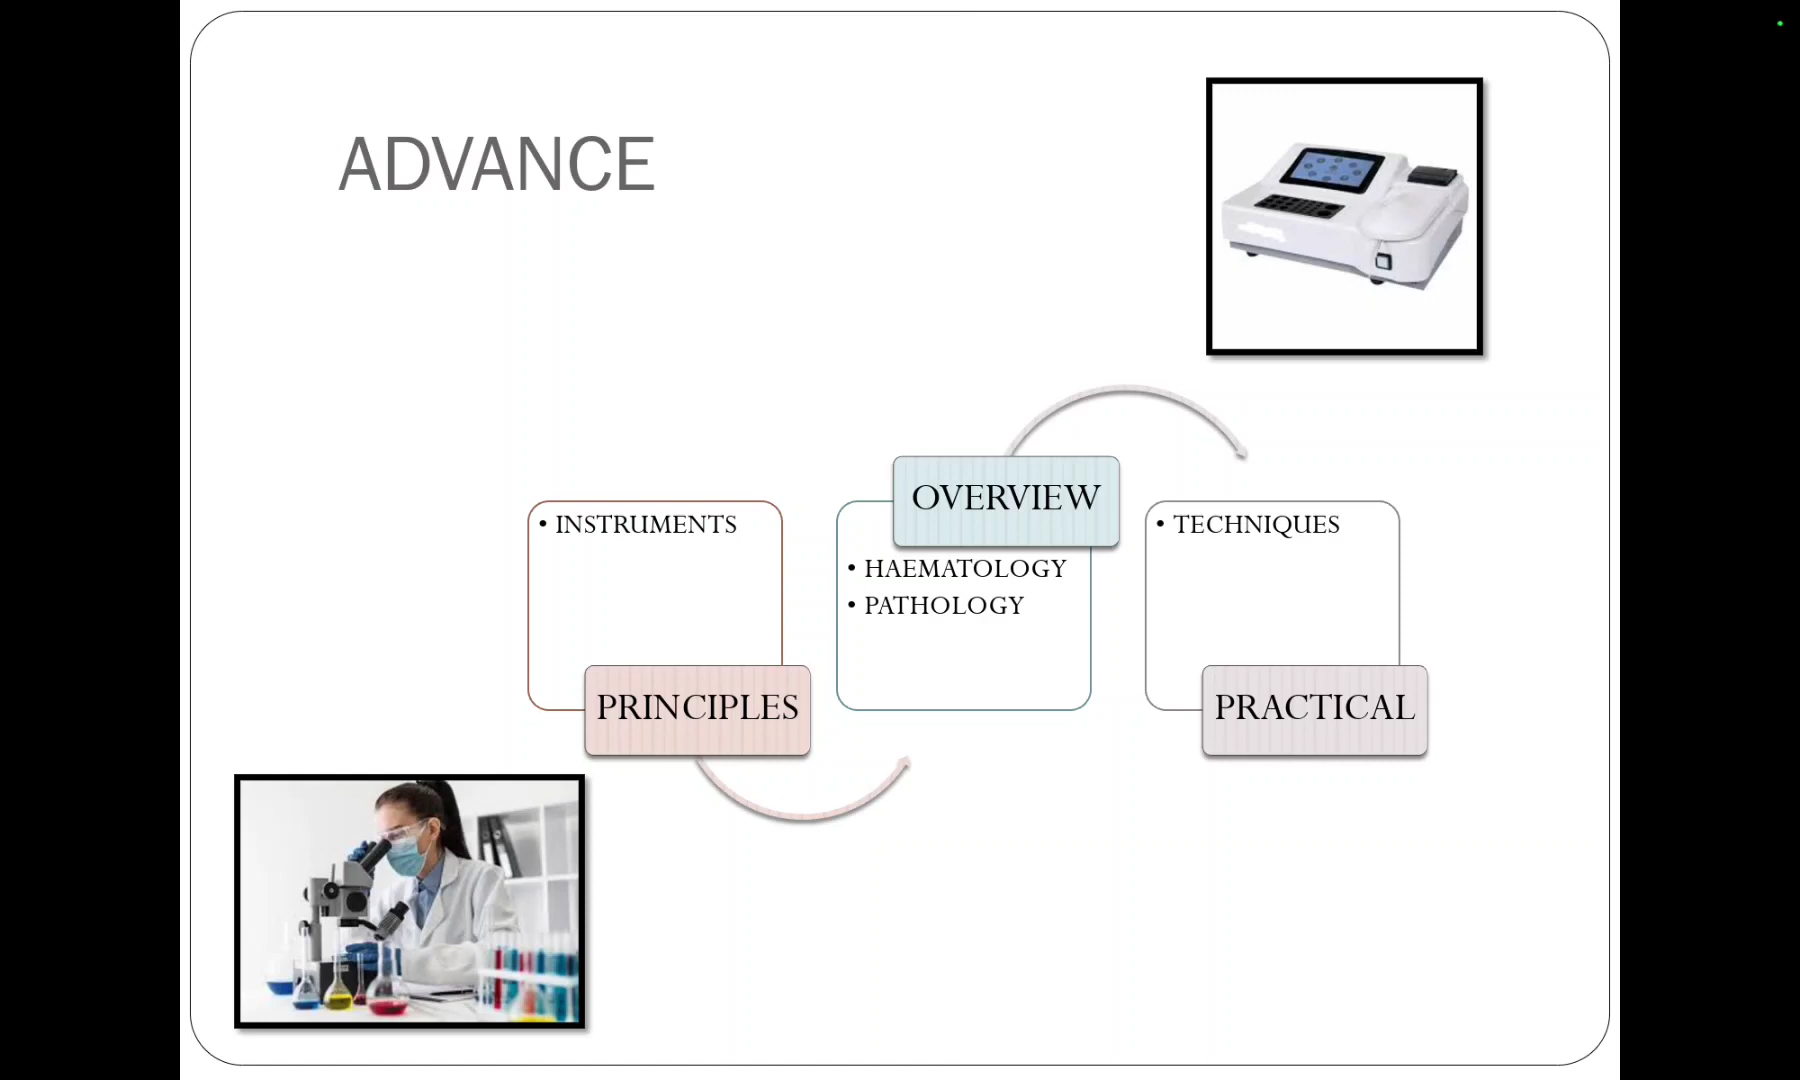 ADVANCE
• INSTRUMENTS
PRINCIPLES
OVERVIEW
• HAEMATOLOGY
• PATHOLOGY
• TECHNIQUES
PRACTICAL